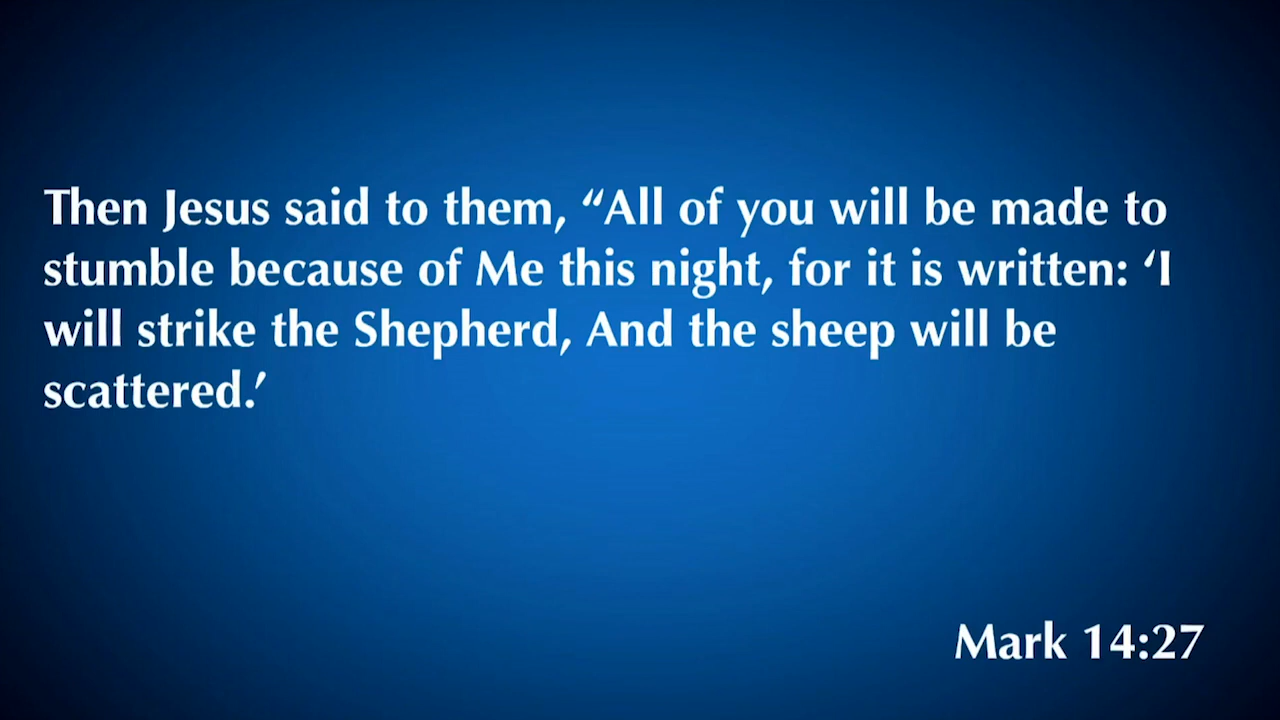 Then Jesus said to them, “All of you will be made to
stumble because of Me this night, for it is written: ‘I
will strike the Shepherd, And the sheep will be
scattered.’
Mark 14:27